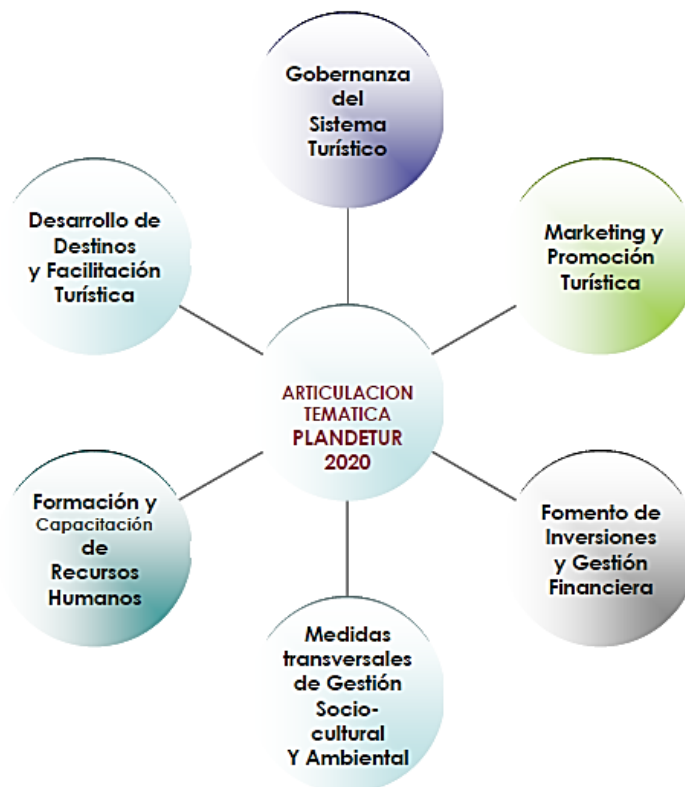 Gobernanza
del
Sistema
Turístico
Desarrollo de
Destinos
y Facilitación
Turística
Marketing y
Promoción
Turística
ARTICULACION
TEMATICA
PLANDETUR
2020
Formación y
Capacitación
de
Recursos
Humanos
Fomento de
Inversiones
y Gestión
Financiera
Medidas
transversales
de Gestión
Socio-
cultural
Y Ambiental